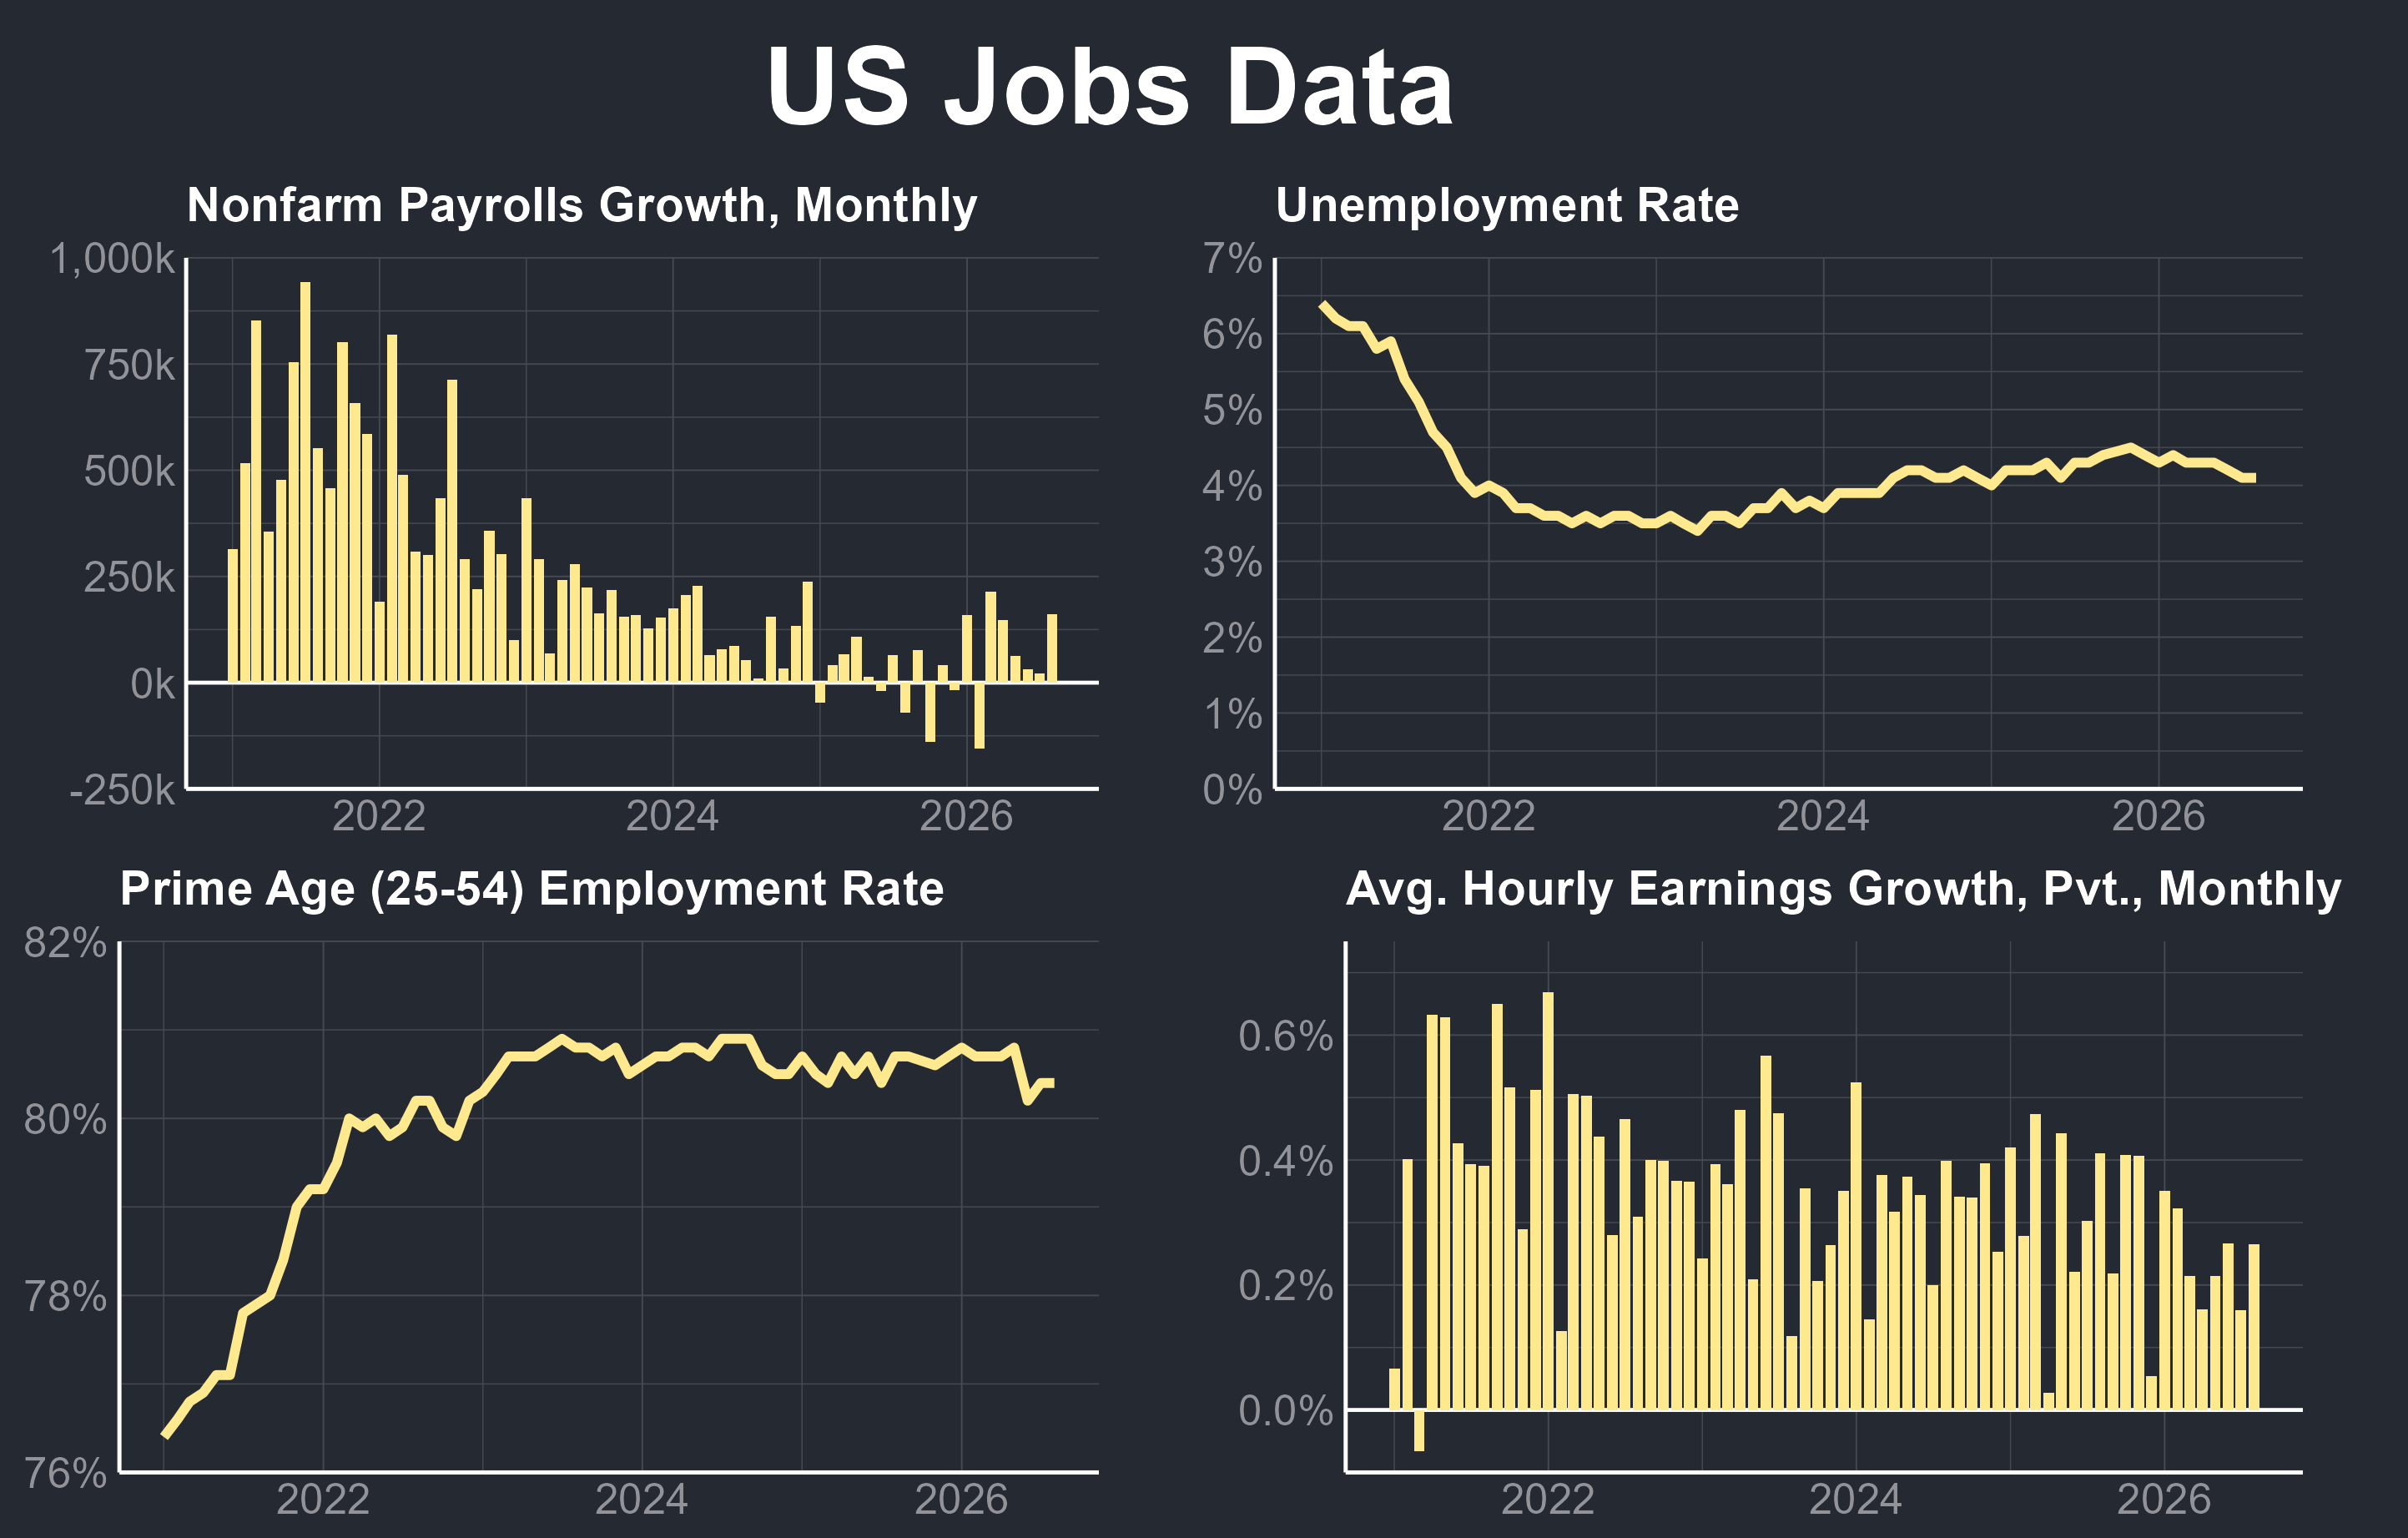 US Jobs Data
Nonfarm Payrolls Growth, Monthly
1,000k
750k
500k
250k
0k
-250k
2022 2024 2026
Unemployment Rate
7%
6%
5%
4%
3%
2%
1%
0%
2022 2024 2026
Prime Age (25-54) Employment Rate
82%
80%
78%
76%
2022 2024 2026
Avg. Hourly Earnings Growth, Pvt., Monthly
0.6%
0.4%
0.2%
0.0%
2022 2024 2026